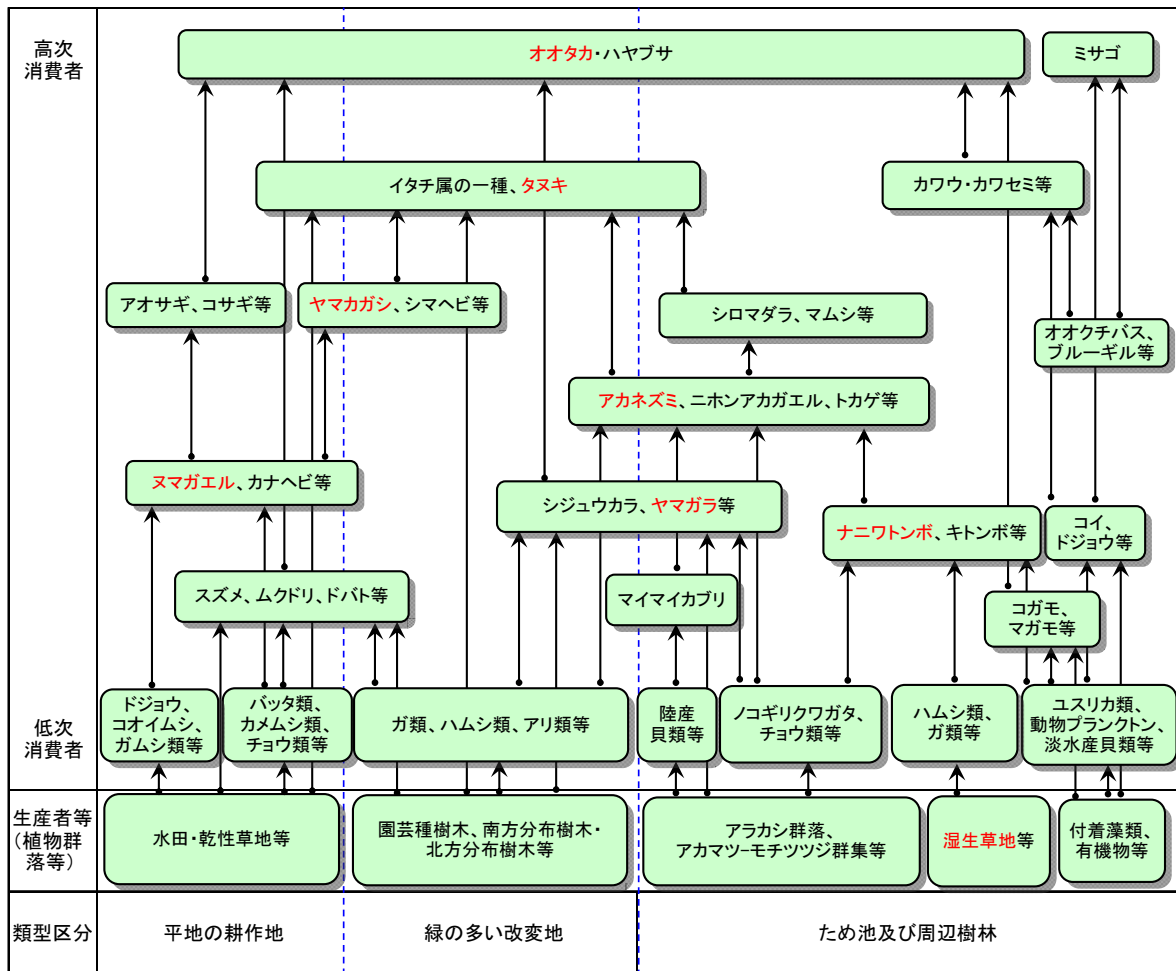 高次
消費者
オオタカ・ハヤブサ
ミサゴ
イタチ属の一種、タヌキ
カワウ・カワセミ等
アオサギ、コサギ等
ヤマカガシ、シマヘビ等
シロマダラ、マムシ等
オオクチバス、
ブルーギル等
アカネズミ、ニホンアカガエル、トカゲ等
ヌマガエル、カナヘビ等
シジュウカラ、ヤマガラ等
ナニワトンボ、キトンボ等
コイ、
ドジョウ等
スズメ、ムクドリ、ドバト等
マイマイカブリ
コガモ、
マガモ等
低次
消費者
ドジョウ、
コオイムシ、
ガムシ類等
バッタ類、
カメムシ類、
チョウ類等
ガ類、ハムシ類、アリ類等
陸産
貝類等
ノコギリクワガタ、
チョウ類等
ハムシ類、
ガ類等
ユスリカ類、
動物プランクトン、
淡水産貝類等
生産者等
(植物群
落等)
水田・乾性草地等
園芸種樹木、南方分布樹木・
北方分布樹木等
アラカシ群落、
アカマツ−モチツツジ群集等
湿生草地等
付着藻類、
有機物等
類型区分
平地の耕作地
緑の多い改変地
ため池及び周辺樹林